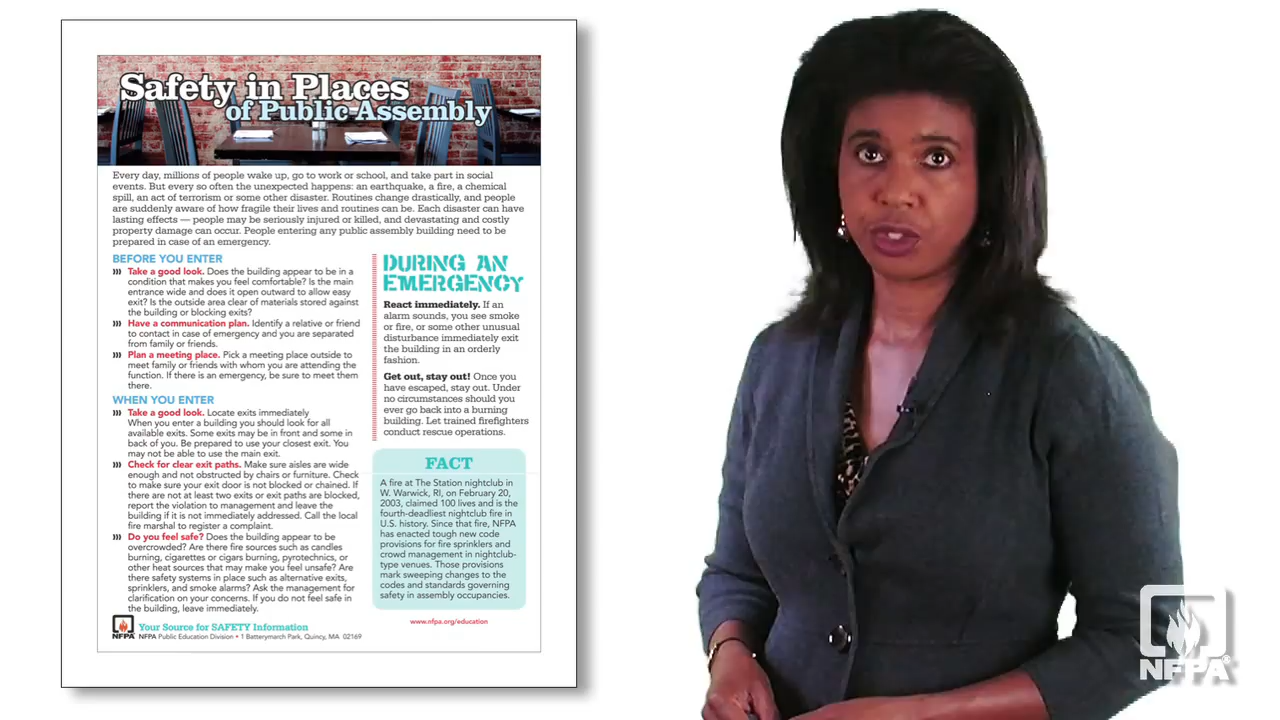 Safety in Places
of Public Assembly
Every day, millions of people wake up, go to work or school, and take part in social
events. But every so often the unexpected happens: an earthquake, a fire, a chemical
spill, an act of terrorism or some other disaster. Routines change drastically, and people
are suddenly aware of how fragile their lives and routines can be. Each disaster can have
lasting effects — people may be seriously injured or killed, and devastating and costly
property damage can occur. People entering any public assembly building need to be
prepared in case of an emergency.
BEFORE YOU ENTER
››› Take a good look. Does the building appear to be in a
condition that makes you feel comfortable? Is the main
entrance wide and does it open outward to allow easy
exit? Is the outside area clear of materials stored against
the building or blocking exits?
››› Have a communication plan. Identify a relative or friend
to contact in case of emergency and you are separated
from family or friends.
››› Plan a meeting place. Pick a meeting place outside to
meet family or friends with whom you are attending the
function. If there is an emergency, be sure to meet them
there.
WHEN YOU ENTER
››› Take a good look. Locate exits immediately
When you enter a building you should look for all
available exits. Some exits may be in front and some in
back of you. Be prepared to use your closest exit. You
may not be able to use the main exit.
››› Check for clear exit paths. Make sure aisles are wide
enough and not obstructed by chairs or furniture. Check
to make sure your exit door is not blocked or chained. If
there are not at least two exits or exit paths are blocked,
report the violation to management and leave the
building if it is not immediately addressed. Call the local
fire marshal to register a complaint.
››› Do you feel safe? Does the building appear to be
overcrowded? Are there fire sources such as candles
burning, cigarettes or cigars burning, pyrotechnics, or
other heat sources that may make you feel unsafe? Are
there safety systems in place such as alternative exits,
sprinklers, and smoke alarms? Ask the management for
clarification on your concerns. If you do not feel safe in
the building, leave immediately.
DURING AN
EMERGENCY
React immediately. If an
alarm sounds, you see smoke
or fire, or some other unusual
disturbance immediately exit
the building in an orderly
fashion.
Get out, stay out! Once you
have escaped, stay out. Under
no circumstances should you
ever go back into a burning
building. Let trained firefighters
conduct rescue operations.
FACT
A fire at The Station nightclub in
W. Warwick, RI, on February 20,
2003, claimed 100 lives and is the
fourth-deadliest nightclub fire in
U.S. history. Since that fire, NFPA
has enacted tough new code
provisions for fire sprinklers and
crowd management in nightclub-
type venues. Those provisions
mark sweeping changes to the
codes and standards governing
safety in assembly occupancies.
NFPA
Your Source for SAFETY Information
NFPA Public Education Division • 1 Batterymarch Park, Quincy, MA 02169
www.nfpa.org/education
NFPA®